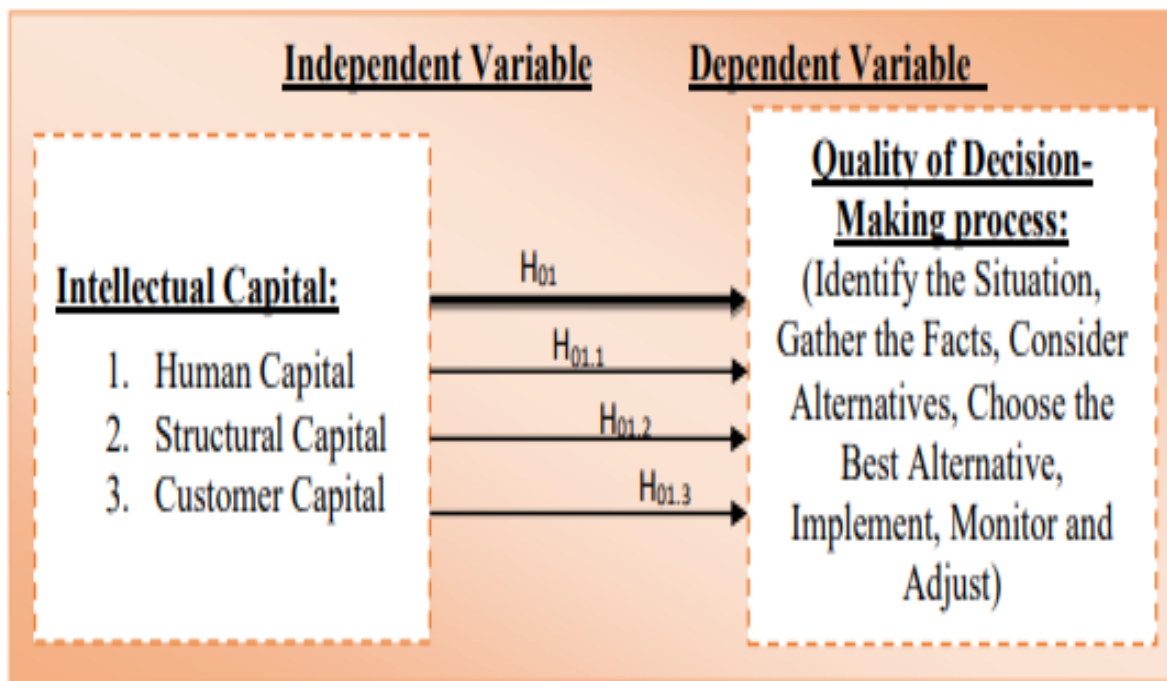 Independent Variable
Dependent Variable
Intellectual Capital:
1. Human Capital
2. Structural Capital
3. Customer Capital
H01
H01.1
H01.2
H01.3
Quality of Decision-
Making process:
(Identify the Situation,
Gather the Facts, Consider
Alternatives, Choose the
Best Alternative,
Implement, Monitor and
Adjust)